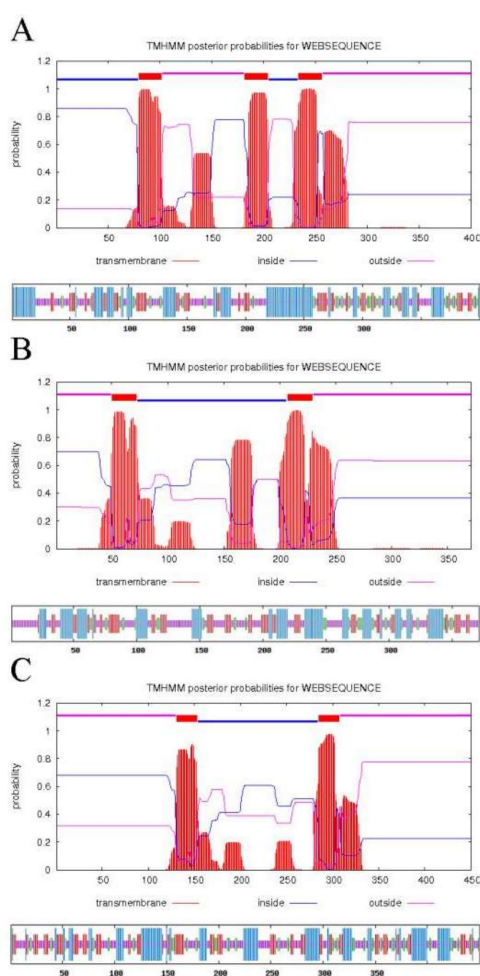 A
TMHMM posterior probabilities for WEBSEQUENCE
1.2
1
0.8
0.6
0.4
0.2
0
probability
50 100 150 200 250 300 350 400
transmembrane inside outside
50 100 150 200 250 300 350
B
TMHMM posterior probabilities for WEBSEQUENCE
1.2
1
0.8
0.6
0.4
0.2
0
probability
50 100 150 200 250 300 350
transmembrane inside outside
50 100 150 200 250 300
C
TMHMM posterior probabilities for WEBSEQUENCE
1.2
1
0.8
0.6
0.4
0.2
0
probability
50 100 150 200 250 300 350 400 450
transmembrane inside outside
50 100 150 200 250 300 350